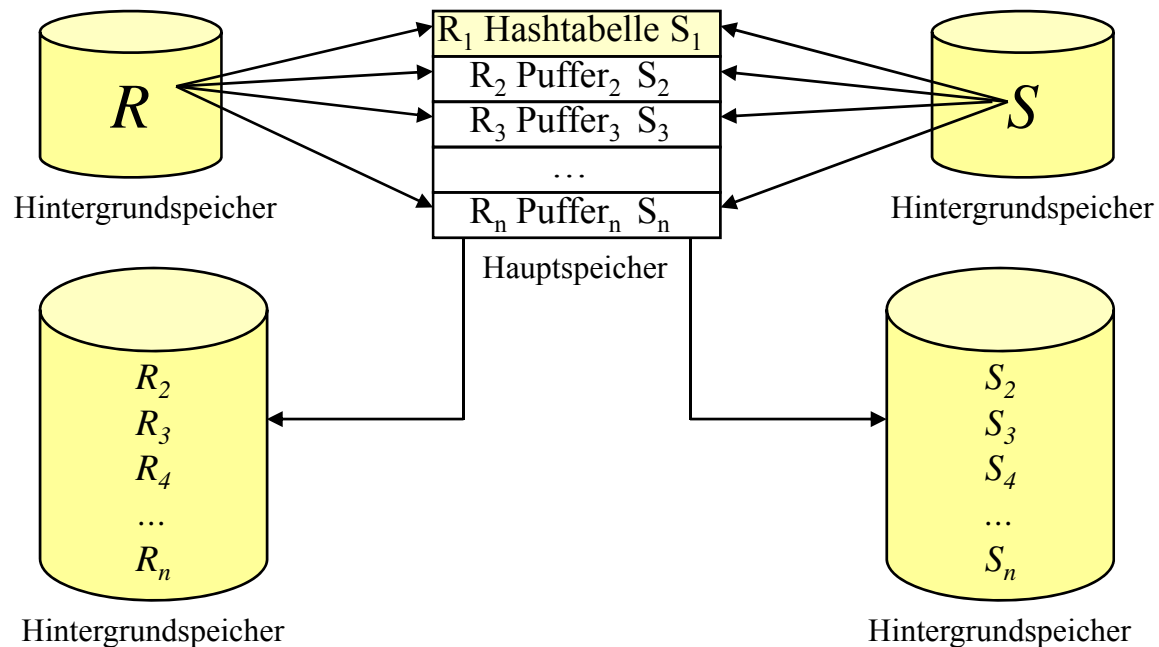 R
Hintergrundspeicher
R₁ Hashtabelle S₁
R₂ Puffer₂ S₂
R₃ Puffer₃ S₃
…
Rₙ Pufferₙ Sₙ
Hauptspeicher
S
Hintergrundspeicher
R₂
R₃
R₄
...
Rₙ
Hintergrundspeicher
S₂
S₃
S₄
...
Sₙ
Hintergrundspeicher